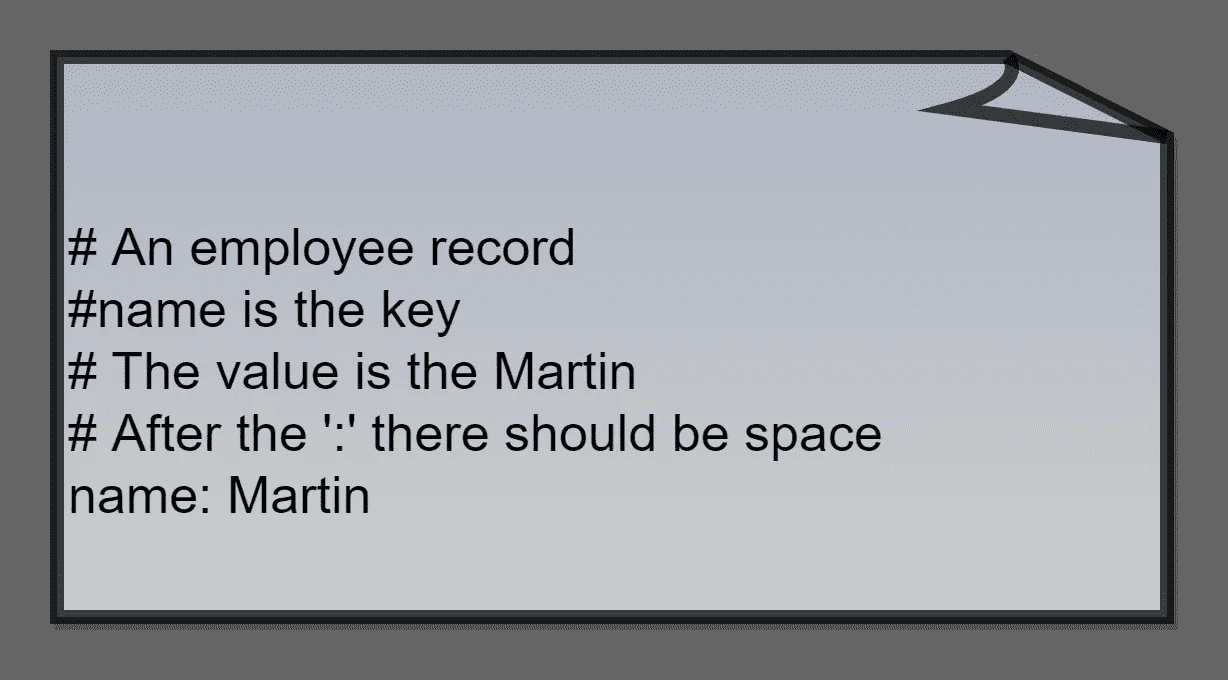 # An employee record
#name is the key
# The value is the Martin
# After the ':' there should be space
name: Martin